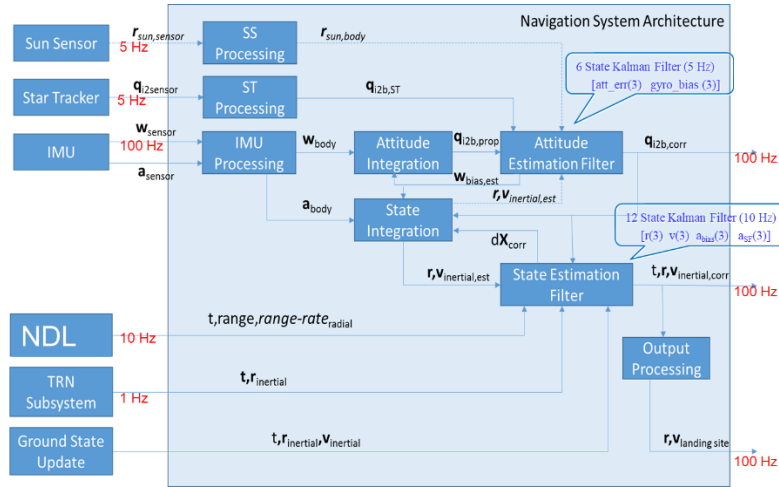 Navigation System Architecture
Sun Sensor
r_sun,sensor
5 Hz
SS
Processing
r_sun,body
6 State Kalman Filter (5 Hz)
[att_err(3) gyro_bias (3)]
Star Tracker
q_i2sensor
5 Hz
ST
Processing
q_i2b,ST
IMU
w_sensor
100 Hz
a_sensor
IMU
Processing
w_body
Attitude
Integration
q_i2b,prop
Attitude
Estimation Filter
q_i2b,corr
100 Hz
w_bias,est
r,v_inertial,est
a_body
State
Integration
12 State Kalman Filter (10 Hz)
[r(3) v(3) a_bias(3) a_SF(3)]
dX_corr
r,v_inertial,est
State Estimation
Filter
t,r,v_inertial,corr
100 Hz
NDL
10 Hz
t,range,range-rate_radial
Output
Processing
TRN
Subsystem
1 Hz
t,r_inertial
Ground State
Update
t,r_inertial,v_inertial
r,v_landing site
100 Hz